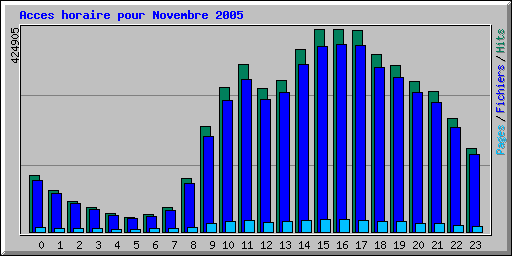 Acces horaire pour Novembre 2005
424905
Pages / Fichiers / Hits
0 1 2 3 4 5 6 7 8 9 10 11 12 13 14 15 16 17 18 19 20 21 22 23